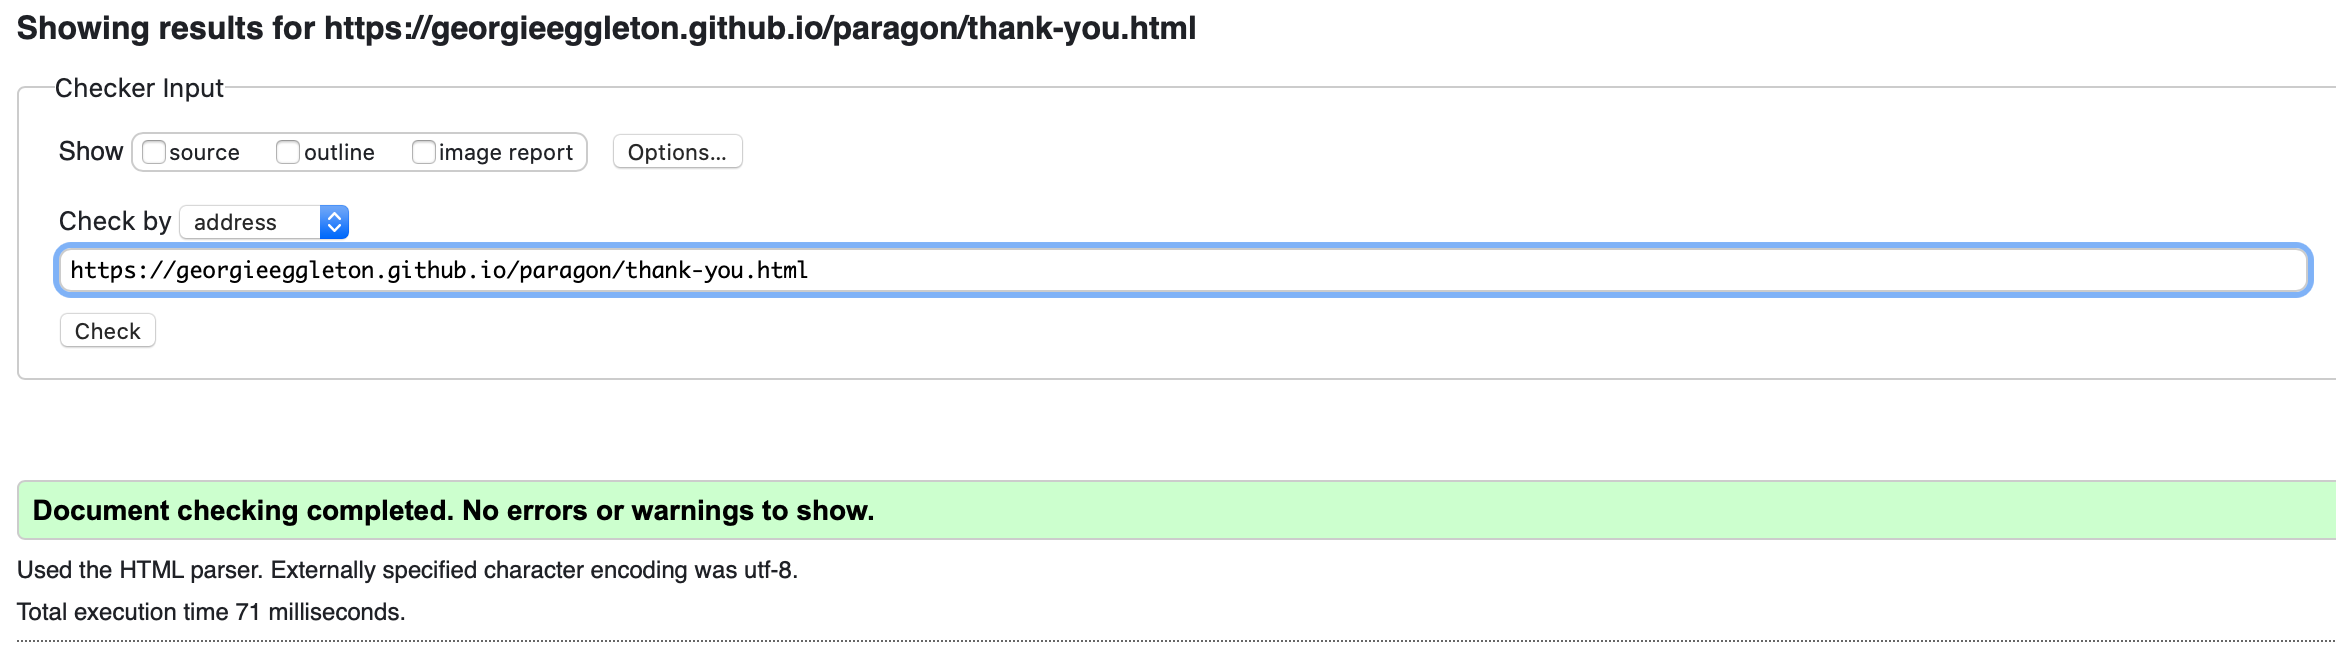 Showing results for https://georgieeggleton.github.io/paragon/thank-you.html
Checker Input
Show source outline image report Options...
Check by address
https://georgieeggleton.github.io/paragon/thank-you.html
Check
Document checking completed. No errors or warnings to show.
Used the HTML parser. Externally specified character encoding was utf-8.
Total execution time 71 milliseconds.